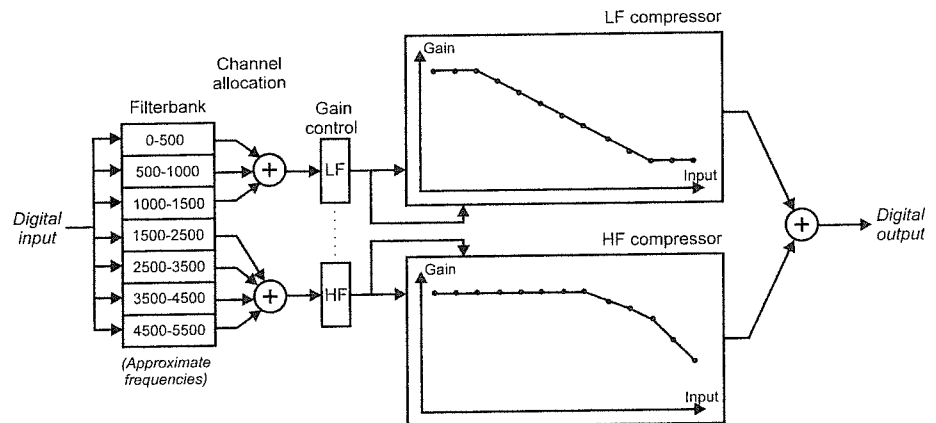 LF compressor
Channel
allocation
Filterbank
Gain
control
0-500
500-1000
1000-1500
1500-2500
2500-3500
3500-4500
4500-5500
(Approximate
frequencies)
Digital
input
+
+
LF
HF
Gain
Input
HF compressor
Gain
Input
+
Digital
output